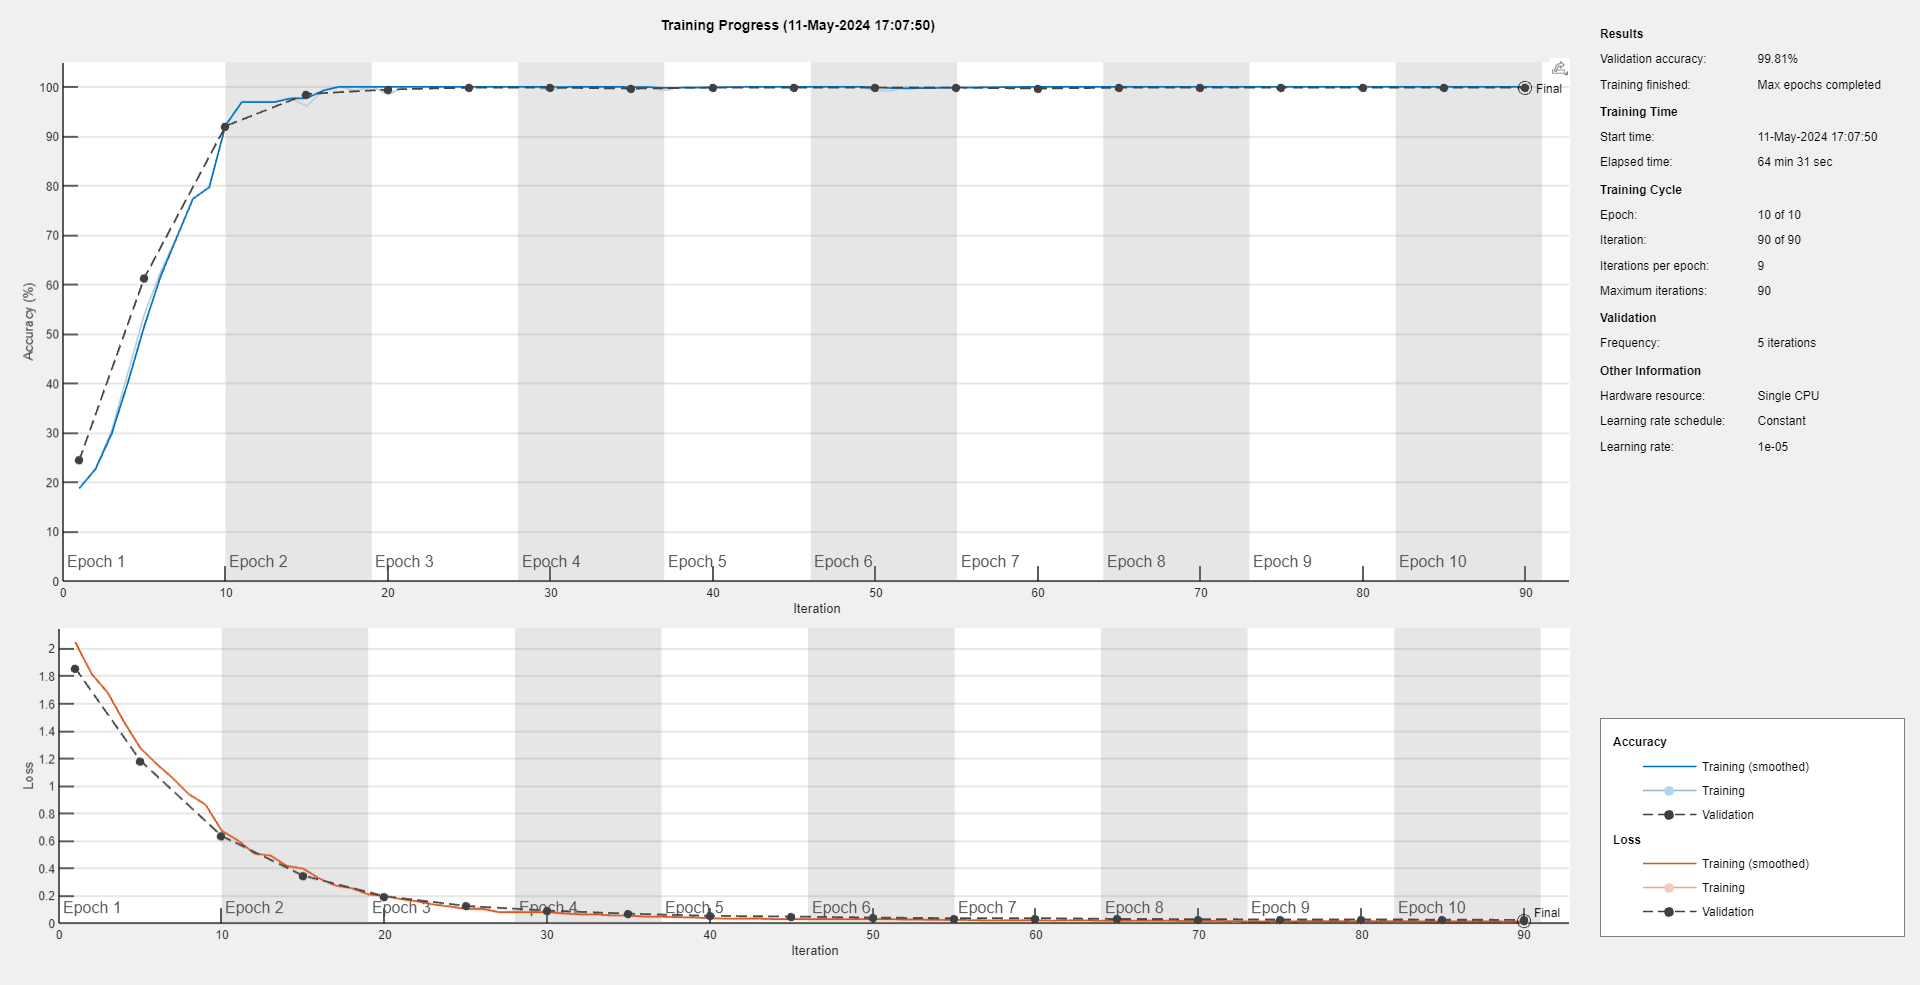 Training Progress (11-May-2024 17:07:50)
Accuracy (%)
100
90
80
70
60
50
40
30
20
10
0
Final
Epoch 1 Epoch 2 Epoch 3 Epoch 4 Epoch 5 Epoch 6 Epoch 7 Epoch 8 Epoch 9 Epoch 10
0 10 20 30 40 50 60 70 80 90
Iteration
Loss
2
1.8
1.6
1.4
1.2
1
0.8
0.6
0.4
0.2
0
Final
Epoch 1 Epoch 2 Epoch 3 Epoch 4 Epoch 5 Epoch 6 Epoch 7 Epoch 8 Epoch 9 Epoch 10
0 10 20 30 40 50 60 70 80 90
Iteration
Results
Validation accuracy: 99.81%
Training finished: Max epochs completed
Training Time
Start time: 11-May-2024 17:07:50
Elapsed time: 64 min 31 sec
Training Cycle
Epoch: 10 of 10
Iteration: 90 of 90
Iterations per epoch: 9
Maximum iterations: 90
Validation
Frequency: 5 iterations
Other Information
Hardware resource: Single CPU
Learning rate schedule: Constant
Learning rate: 1e-05
Accuracy
Training (smoothed)
Training
Validation
Loss
Training (smoothed)
Training
Validation